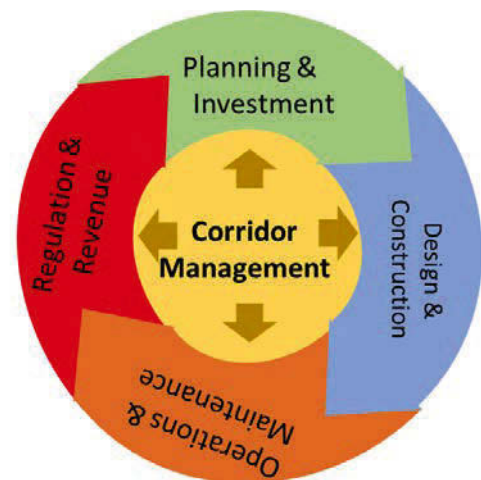 Planning &
Investment
Design &
Construction
Operations &
Maintenance
Regulation &
Revenue
Corridor
Management